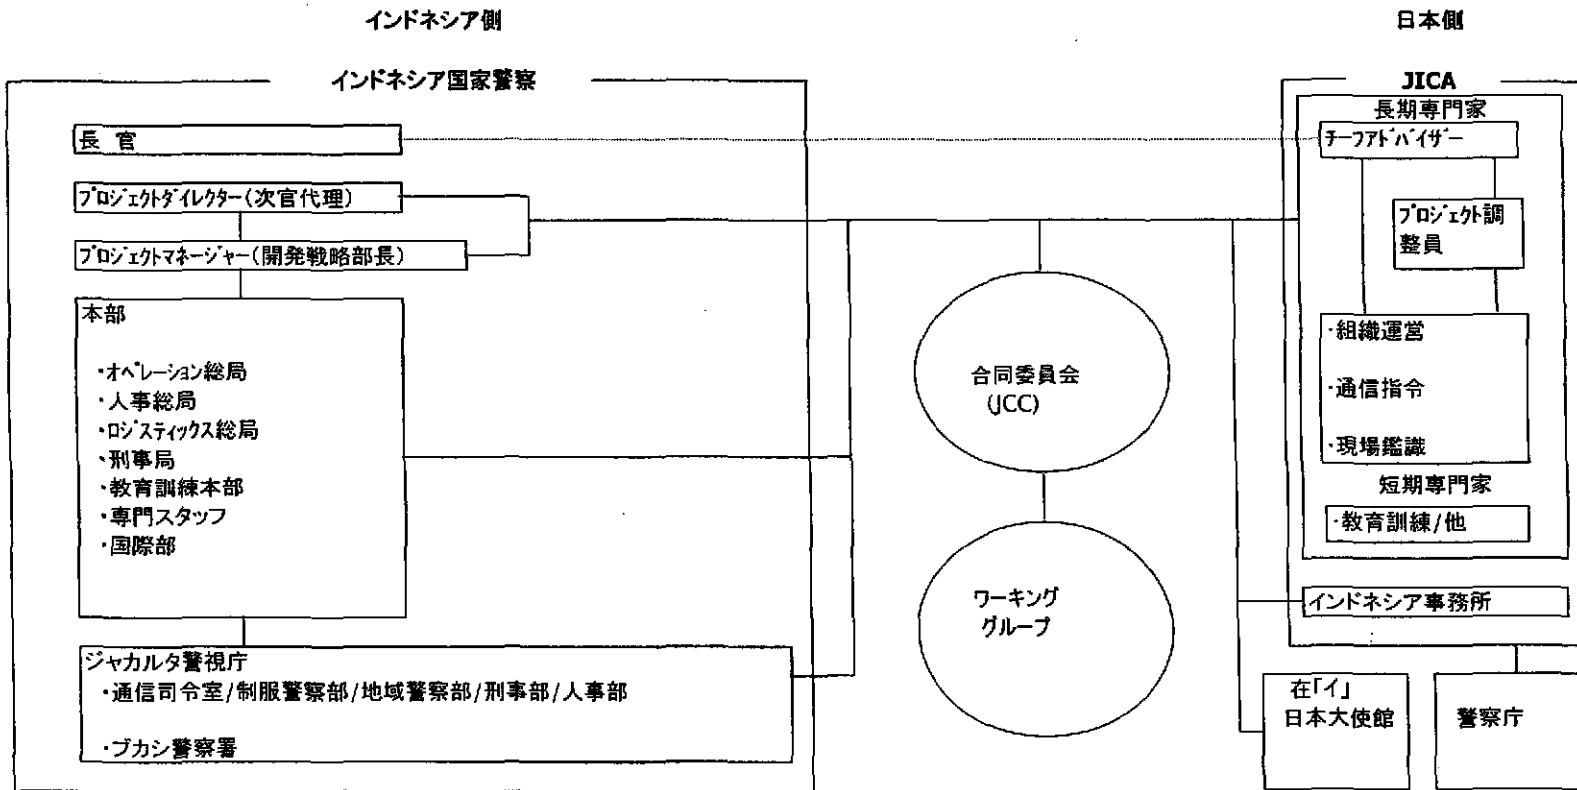 インドネシア側
日本側
インドネシア国家警察
長 官
プロジェクトダイレクター(次官代理)
プロジェクトマネージャー(開発戦略部長)
本部
・オペレーション総局
・人事総局
・ロジスティックス総局
・刑事局
・教育訓練本部
・専門スタッフ
・国際部
ジャカルタ警視庁
・通信司令室/制服警察部/地域警察部/刑事部/人事部
・ブカシ警察署
合同委員会
(JCC)
ワーキング
グループ
JICA
長期専門家
チーフアドバイザー
プロジェクト調
整員
・組織運営
・通信指令
・現場鑑識
短期専門家
・教育訓練/他
インドネシア事務所
在「イ」
日本大使館
警察庁